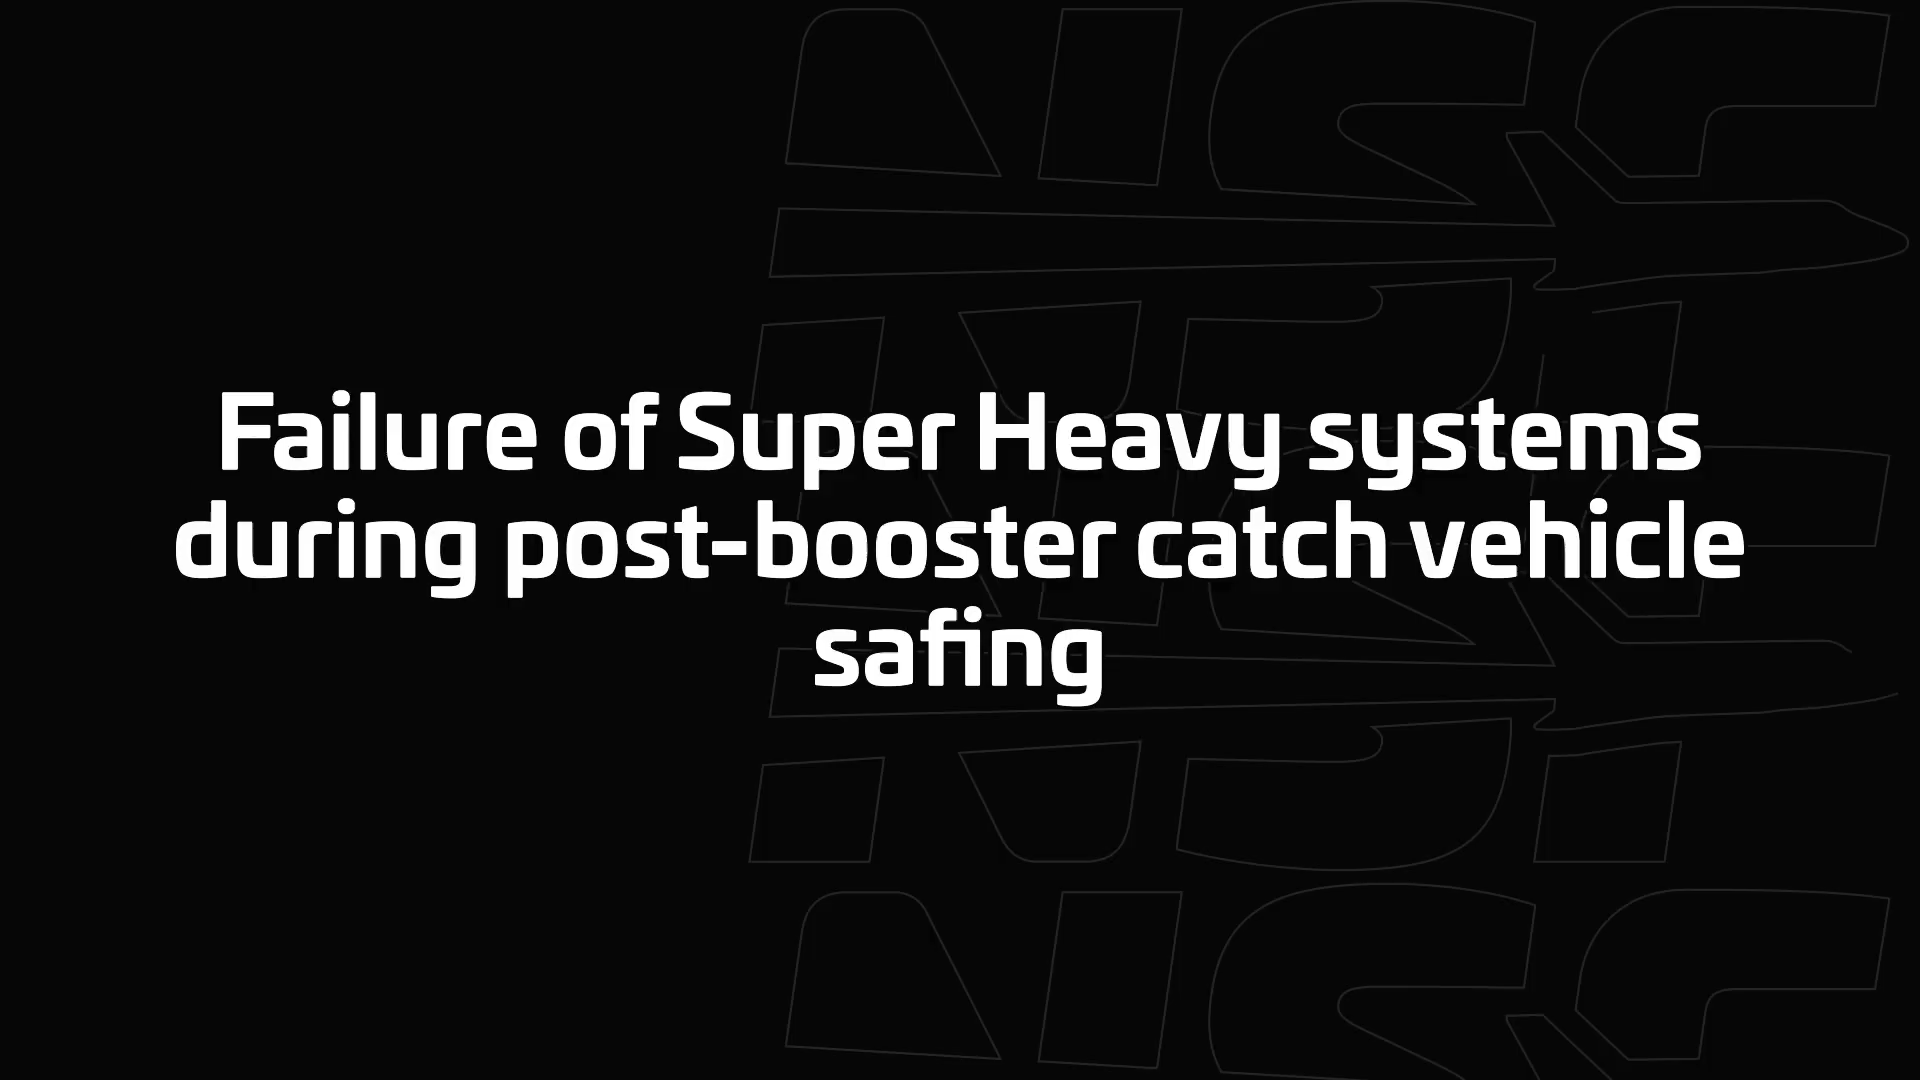 Failure of Super Heavy systems
during post-booster catch vehicle
safing